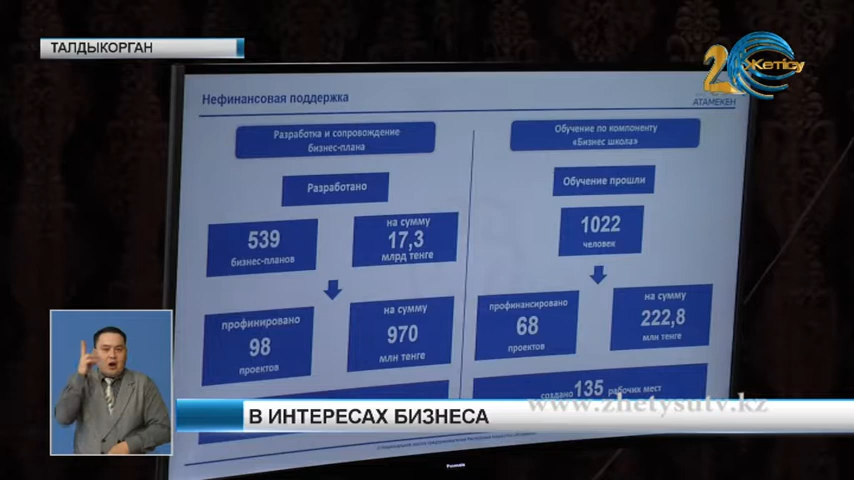 ТАЛДЫКОРГАН
20
Жетісу
Нефинансовая поддержка
АТАМЕКЕН
Разработка и сопровождение
бизнес-плана
Разработано
539
бизнес-планов
на сумму
17,3
млрд тенге
профинировано
98
проектов
на сумму
970
млн тенге
Обучение по компоненту
«Бизнес школа»
Обучение прошли
1022
человек
профинансировано
68
проектов
на сумму
222,8
млн тенге
создано 135 рабочих мест
www.zhetysutv.kz
В ИНТЕРЕСАХ БИЗНЕСА